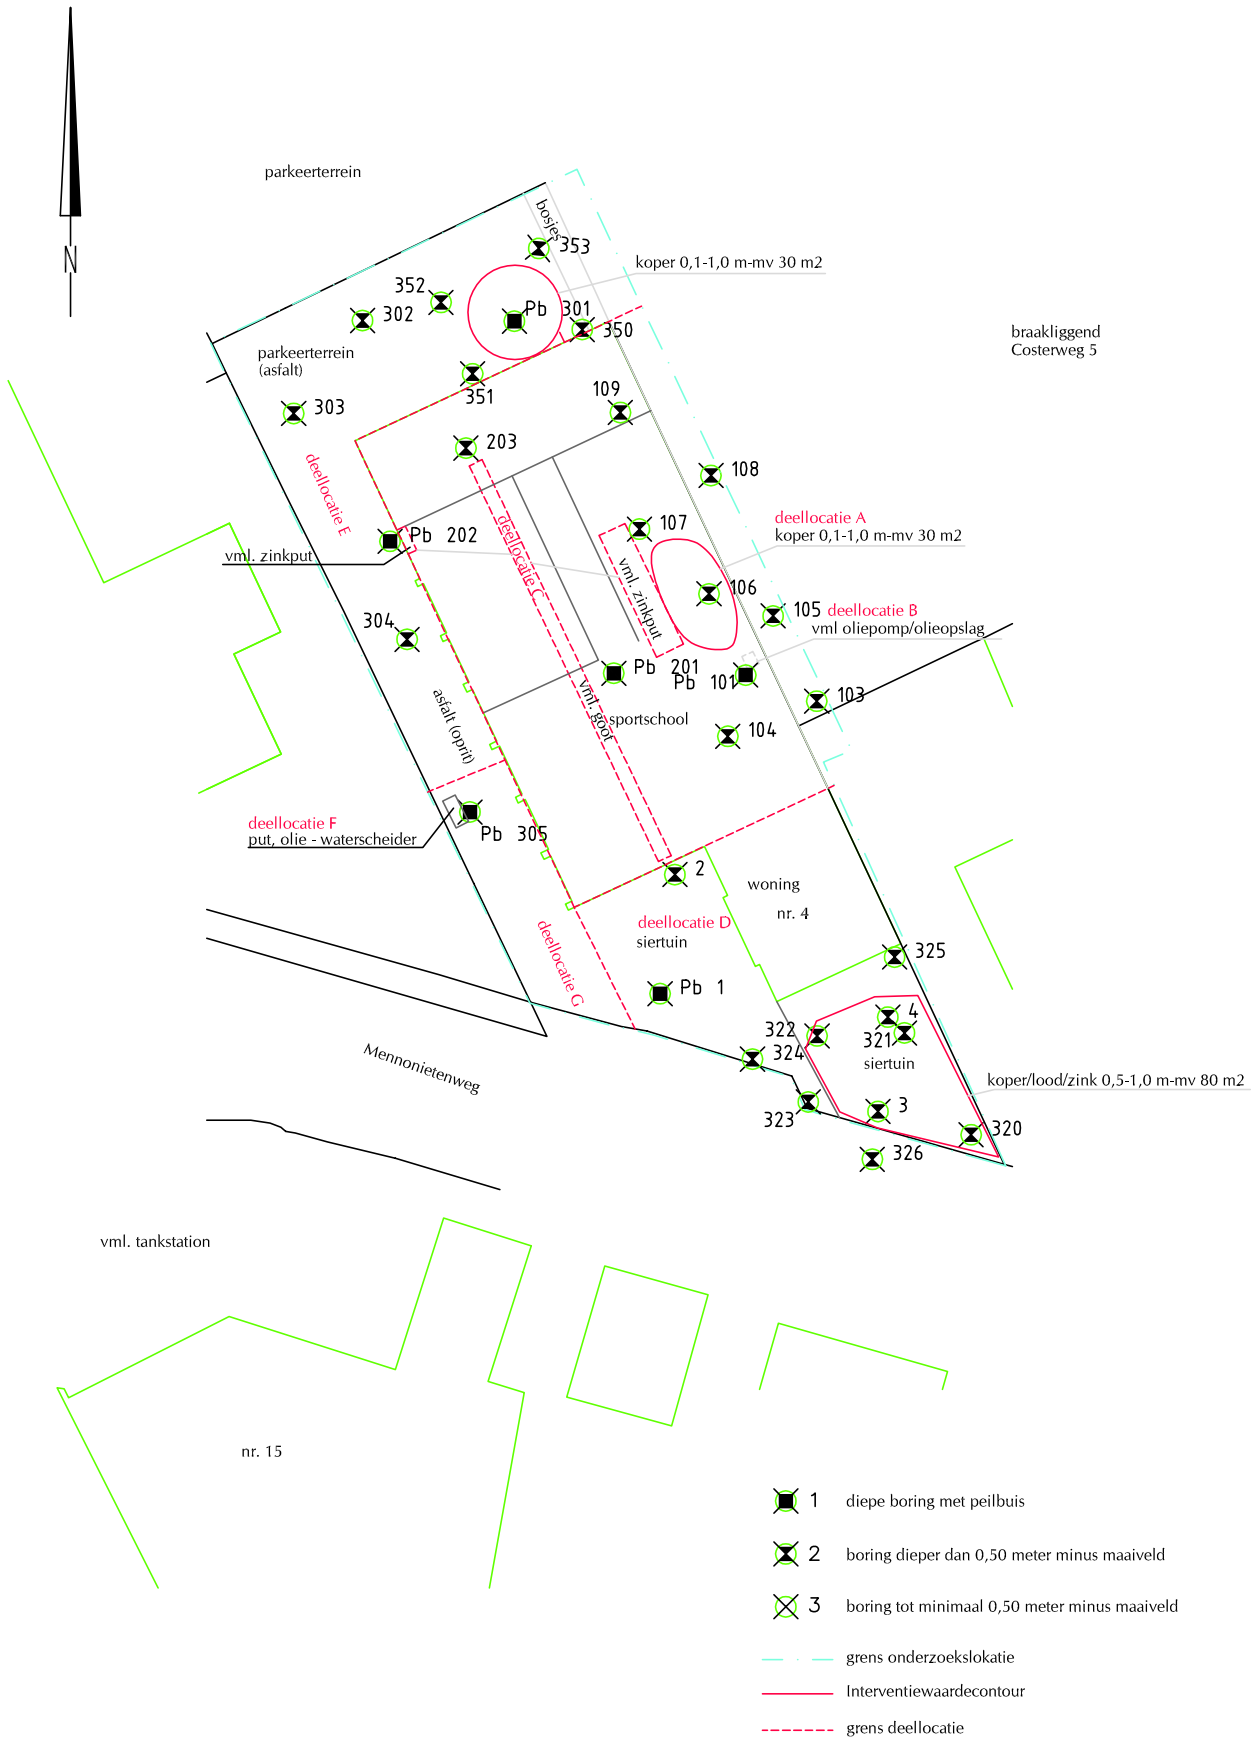 parkeerterrein
bosjes
353
koper 0,1-1,0 m-mv 30 m2
352
302
Pb 301
350
N
parkeerterrein
(asfalt)
braakliggend
Costerweg 5
351
109
303
203
108
deellocatie E
deellocatie A
koper 0,1-1,0 m-mv 30 m2
107
Pb 202
deellocatie C
vml. zinkput
vml. zinkput
106
105
deellocatie B
vml oliepomp/olieopslag
304
Pb 201
Pb 101
103
vml. goot
sportschool
104
asfalt (oprit)
deellocatie F
put, olie - waterscheider
Pb 305
2
woning
nr. 4
deellocatie D
siertuin
deellocatie G
325
Pb 1
4
322
321
324
siertuin
Mennonietenweg
koper/lood/zink 0,5-1,0 m-mv 80 m2
3
323
320
326
vml. tankstation
nr. 15
1 diepe boring met peilbuis
2 boring dieper dan 0,50 meter minus maaiveld
3 boring tot minimaal 0,50 meter minus maaiveld
grens onderzoekslokatie
Interventiewaardecontour
grens deellocatie